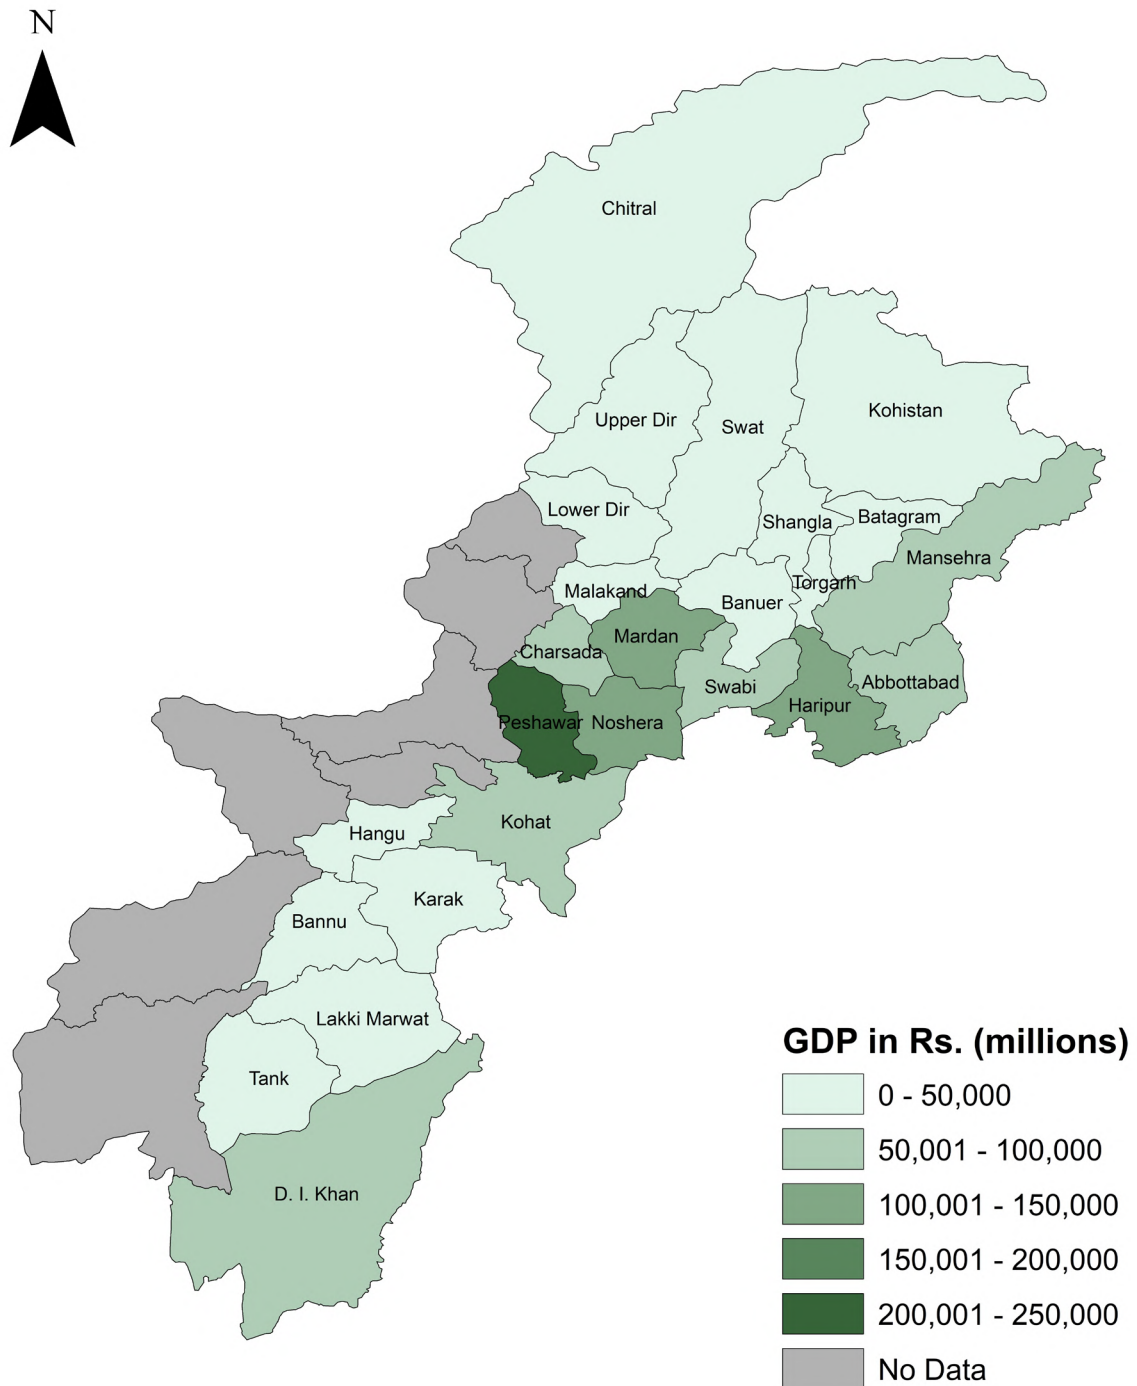 N
Chitral
Upper Dir
Swat
Kohistan
Lower Dir
Shangla
Batagram
Mansehra
Malakand
Torgarh
Banuer
Mardan
Charsada
Swabi
Abbottabad
Haripur
Peshawar
Noshera
Kohat
Hangu
Karak
Bannu
Lakki Marwat
Tank
D. I. Khan
GDP in Rs. (millions)
0 - 50,000
50,001 - 100,000
100,001 - 150,000
150,001 - 200,000
200,001 - 250,000
No Data